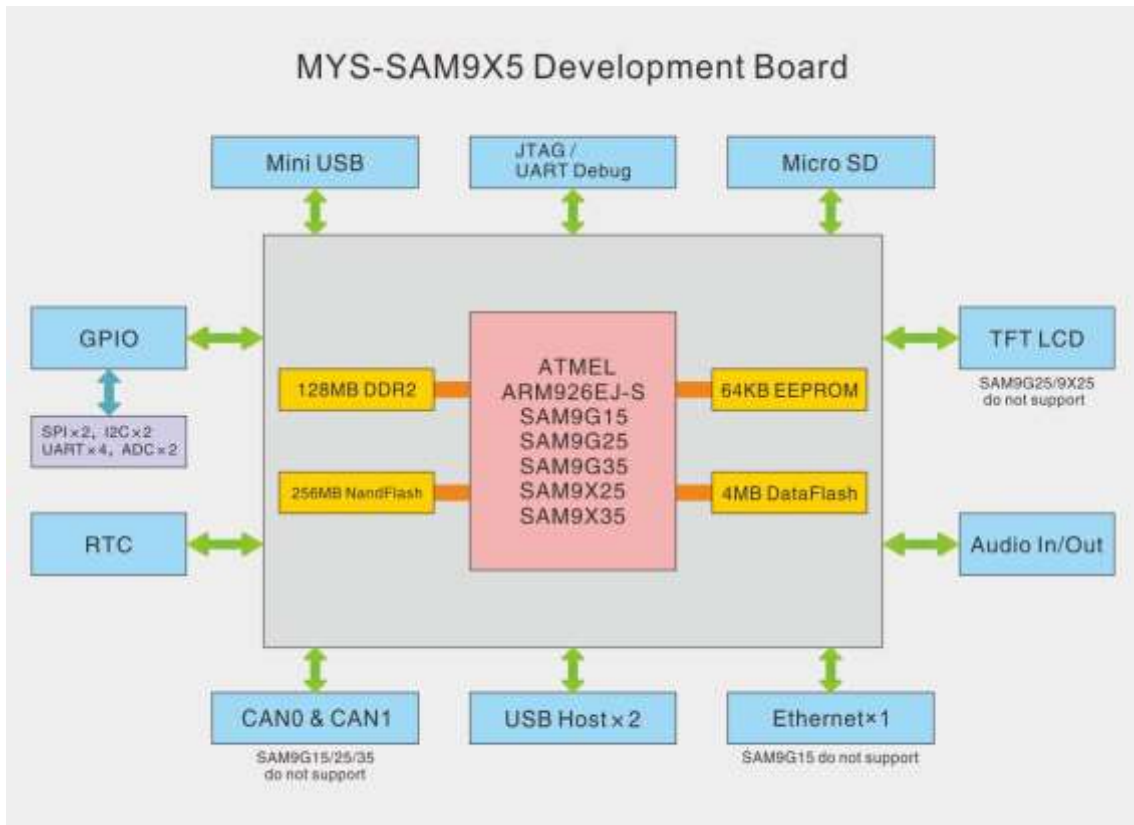 MYS-SAM9X5 Development Board
Mini USB
JTAG /
UART Debug
Micro SD
GPIO
TFT LCD
SAM9G25/9X25
do not support
SPI×2, I2C×2
UART×4, ADC×2
128MB DDR2
ATMEL
ARM926EJ-S
SAM9G15
SAM9G25
SAM9G35
SAM9X25
SAM9X35
64KB EEPROM
256MB NandFlash
4MB DataFlash
RTC
Audio In/Out
CAN0 & CAN1
SAM9G15/25/35
do not support
USB Host×2
Ethernet×1
SAM9G15 do not support